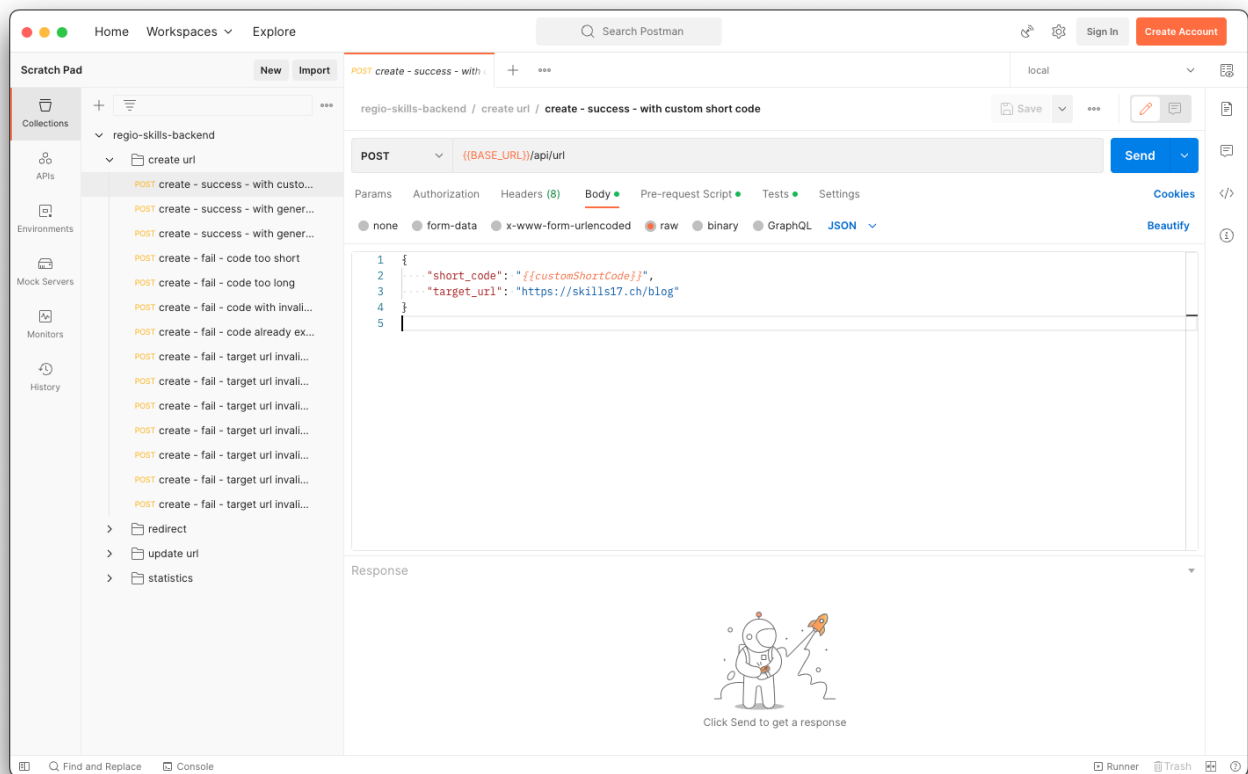 Home Workspaces Explore Search Postman Sign In Create Account
Scratch Pad New Import POST create - success - with local
Collections
APIs
Environments
Mock Servers
Monitors
History
regio-skills-backend
create url
POST create - success - with custo...
POST create - success - with gener...
POST create - success - with gener...
POST create - fail - code too short
POST create - fail - code too long
POST create - fail - code with invali...
POST create - fail - code already ex...
POST create - fail - target url invali...
POST create - fail - target url invali...
POST create - fail - target url invali...
POST create - fail - target url invali...
POST create - fail - target url invali...
POST create - fail - target url invali...
POST create - fail - target url invali...
redirect
update url
statistics
regio-skills-backend / create url / create - success - with custom short code Save
POST {{BASE_URL}}/api/url Send
Params Authorization Headers (8) Body Pre-request Script Tests Settings Cookies
none form-data x-www-form-urlencoded raw binary GraphQL JSON Beautify
1 {
2 "short_code": "{{customShortCode}}",
3 "target_url": "https://skills17.ch/blog"
4 }
5
Response
Click Send to get a response
Find and Replace Console Runner Trash